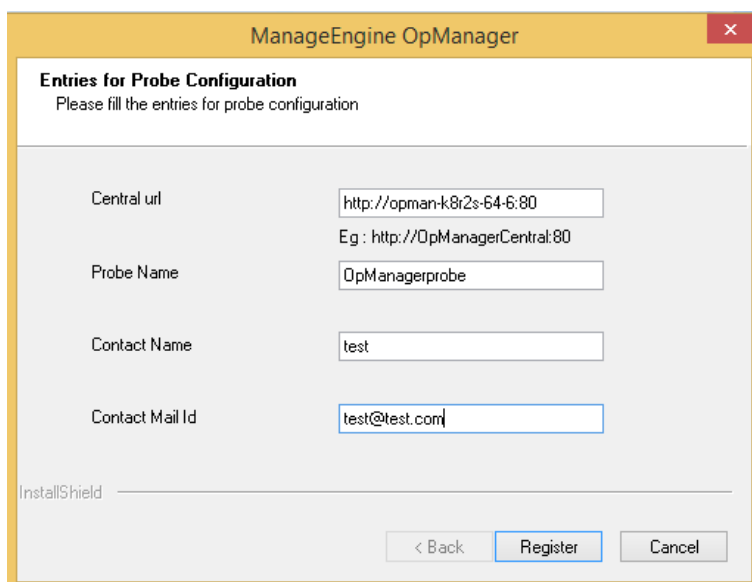 ManageEngine OpManager
Entries for Probe Configuration
Please fill the entries for probe configuration
Central url
http://opman-k8r2s-64-6:80
Eg : http://OpManagerCentral:80
Probe Name
OpManagerprobe
Contact Name
test
Contact Mail Id
test@test.com
InstallShield
< Back
Register
Cancel